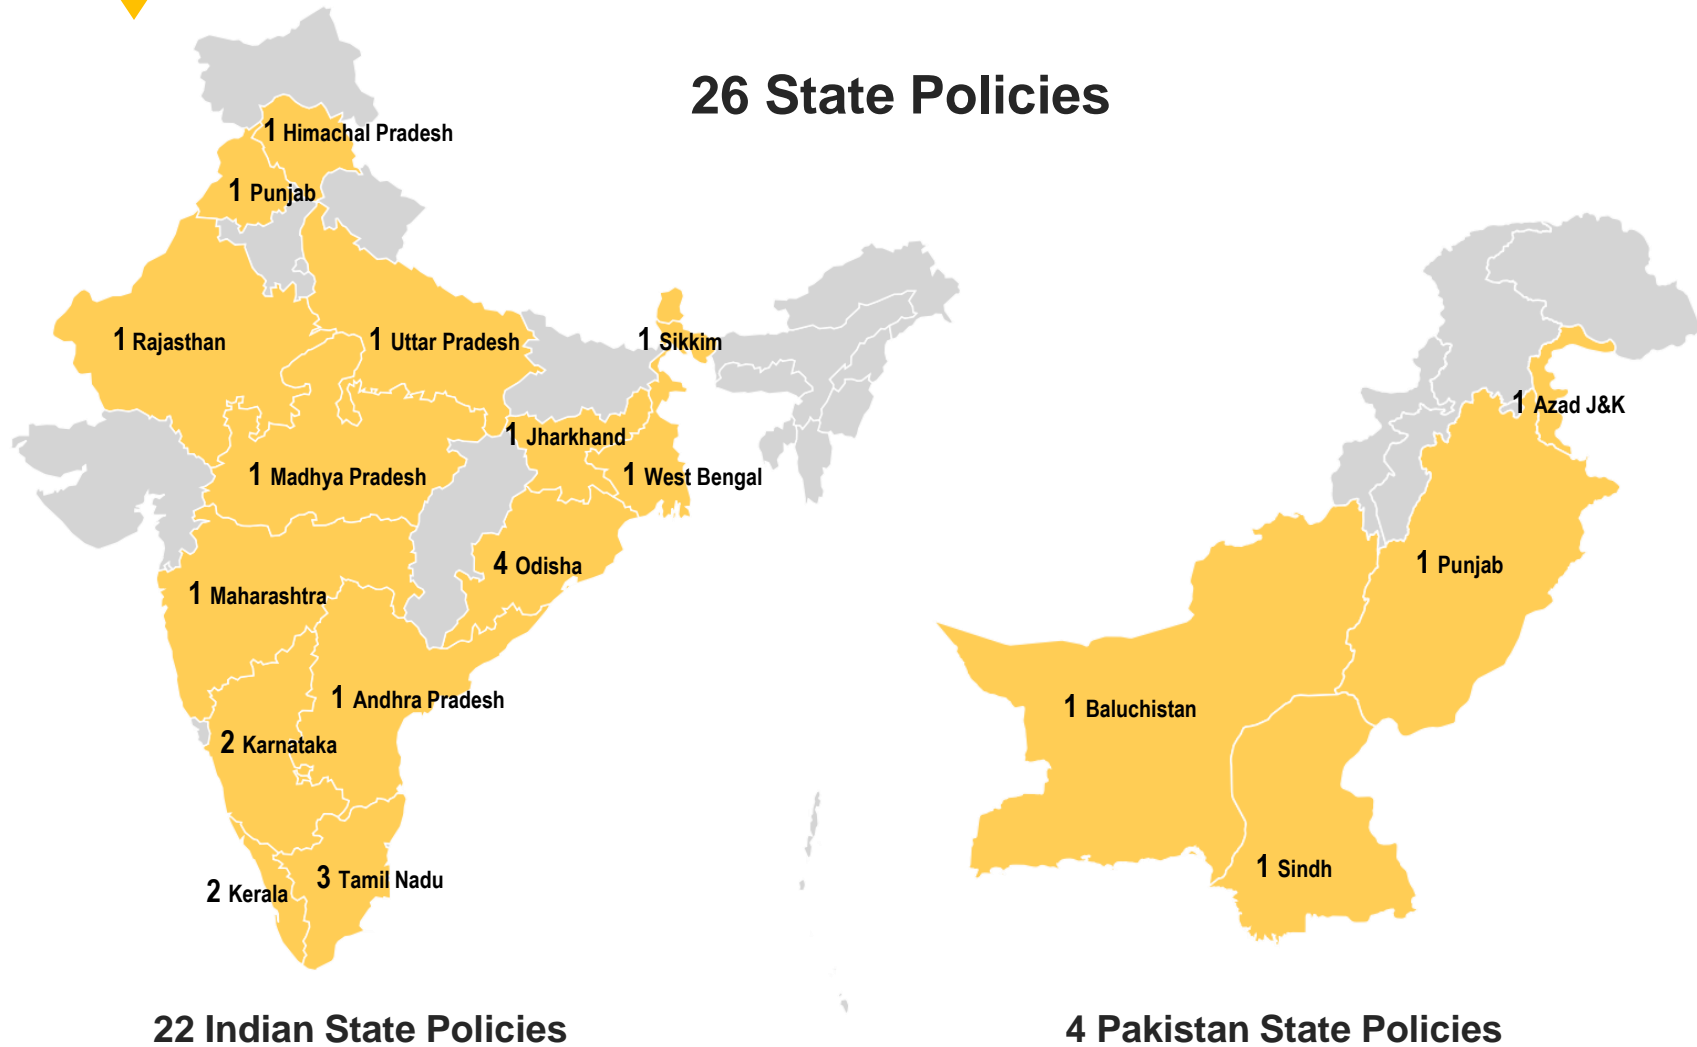 26 State Policies
1 Himachal Pradesh
1 Punjab
1 Rajasthan
1 Uttar Pradesh
1 Sikkim
1 Jharkhand
1 Madhya Pradesh
1 West Bengal
4 Odisha
1 Maharashtra
1 Andhra Pradesh
2 Karnataka
3 Tamil Nadu
2 Kerala
22 Indian State Policies
1 Azad J&K
1 Punjab
1 Baluchistan
1 Sindh
4 Pakistan State Policies